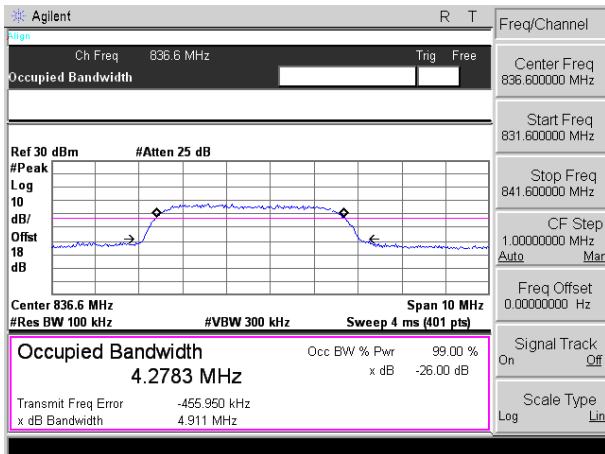 Agilent R T
Align
Ch Freq 836.6 MHz Trig Free
Occupied Bandwidth
Ref 30 dBm #Atten 25 dB
#Peak
Log
10
dB/
Offst
18
dB
Center 836.6 MHz Span 10 MHz
#Res BW 100 kHz #VBW 300 kHz Sweep 4 ms (401 pts)
Occupied Bandwidth Occ BW % Pwr 99.00 %
4.2783 MHz x dB -26.00 dB
Transmit Freq Error -455.950 kHz
x dB Bandwidth 4.911 MHz
Freq/Channel
Center Freq
836.600000 MHz
Start Freq
831.600000 MHz
Stop Freq
841.600000 MHz
CF Step
1.00000000 MHz
Auto Man
Freq Offset
0.00000000 Hz
Signal Track
On Off
Scale Type
Log Lin